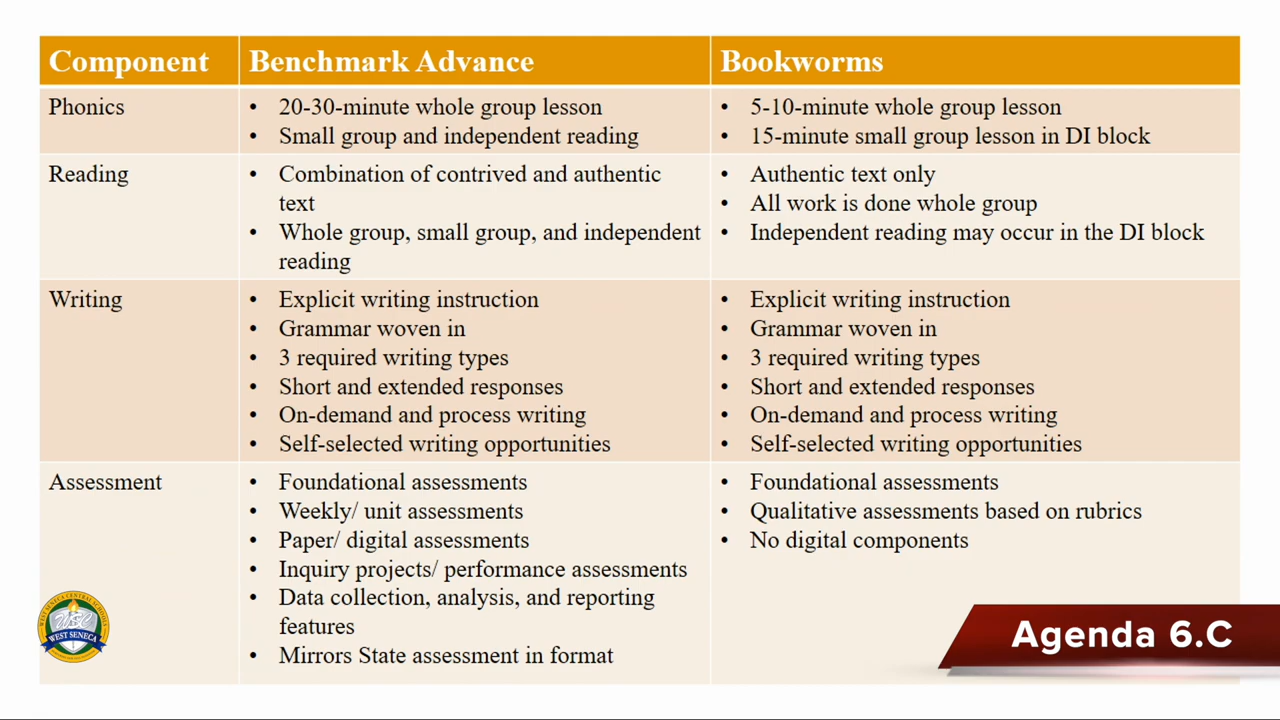 Component
Benchmark Advance
Bookworms
Phonics
• 20-30-minute whole group lesson
• Small group and independent reading
• 5-10-minute whole group lesson
• 15-minute small group lesson in DI block
Reading
• Combination of contrived and authentic
text
• Whole group, small group, and independent
reading
• Authentic text only
• All work is done whole group
• Independent reading may occur in the DI block
Writing
• Explicit writing instruction
• Grammar woven in
• 3 required writing types
• Short and extended responses
• On-demand and process writing
• Self-selected writing opportunities
• Explicit writing instruction
• Grammar woven in
• 3 required writing types
• Short and extended responses
• On-demand and process writing
• Self-selected writing opportunities
Assessment
• Foundational assessments
• Weekly/ unit assessments
• Paper/ digital assessments
• Inquiry projects/ performance assessments
• Data collection, analysis, and reporting
features
• Mirrors State assessment in format
• Foundational assessments
• Qualitative assessments based on rubrics
• No digital components
WEST SENECA CENTRAL SCHOOLS
WSC
WEST SENECA
Agenda 6.C